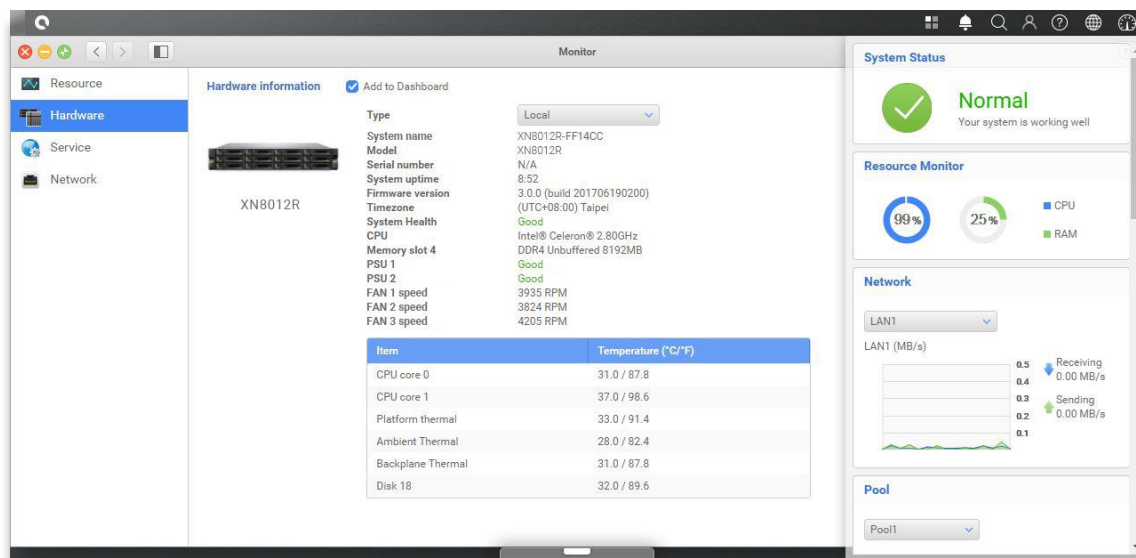 Monitor
Resource
Hardware
Service
Network
Hardware information
Add to Dashboard
XN8012R
Type Local
System name XN8012R-FF14CC
Model XN8012R
Serial number N/A
System uptime 8:52
Firmware version 3.0.0 (build 201706190200)
Timezone (UTC+08:00) Taipei
System Health Good
CPU Intel® Celeron® 2.80GHz
Memory slot 4 DDR4 Unbuffered 8192MB
PSU 1 Good
PSU 2 Good
FAN 1 speed 3935 RPM
FAN 2 speed 3824 RPM
FAN 3 speed 4205 RPM
Item Temperature (°C/°F)
CPU core 0 31.0 / 87.8
CPU core 1 37.0 / 98.6
Platform thermal 33.0 / 91.4
Ambient Thermal 28.0 / 82.4
Backplane Thermal 31.0 / 87.8
Disk 18 32.0 / 89.6
System Status
Normal
Your system is working well
Resource Monitor
99%
25%
CPU
RAM
Network
LAN1
LAN1 (MB/s)
0.5
0.4
0.3
0.2
0.1
Receiving
0.00 MB/s
Sending
0.00 MB/s
Pool
Pool1